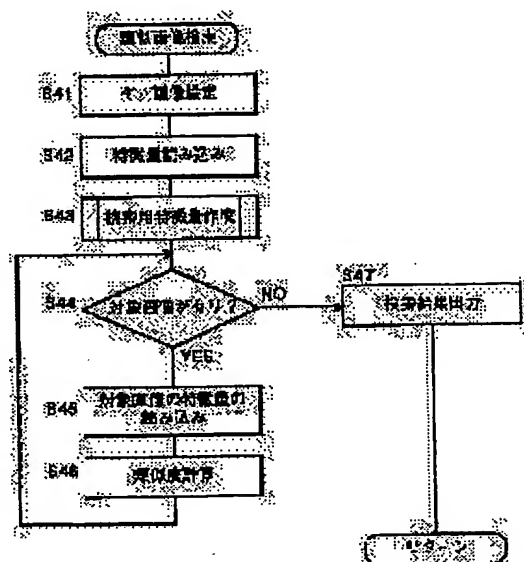 類似画像検索
S41
キー画像設定
S42
特徴量読み込み
S43
検索用特徴量作成
S44
対象画像あり?
NO
YES
S45
対象画像の特徴量の
読み込み
S46
類似度計算
S47
検索結果出力
リターン